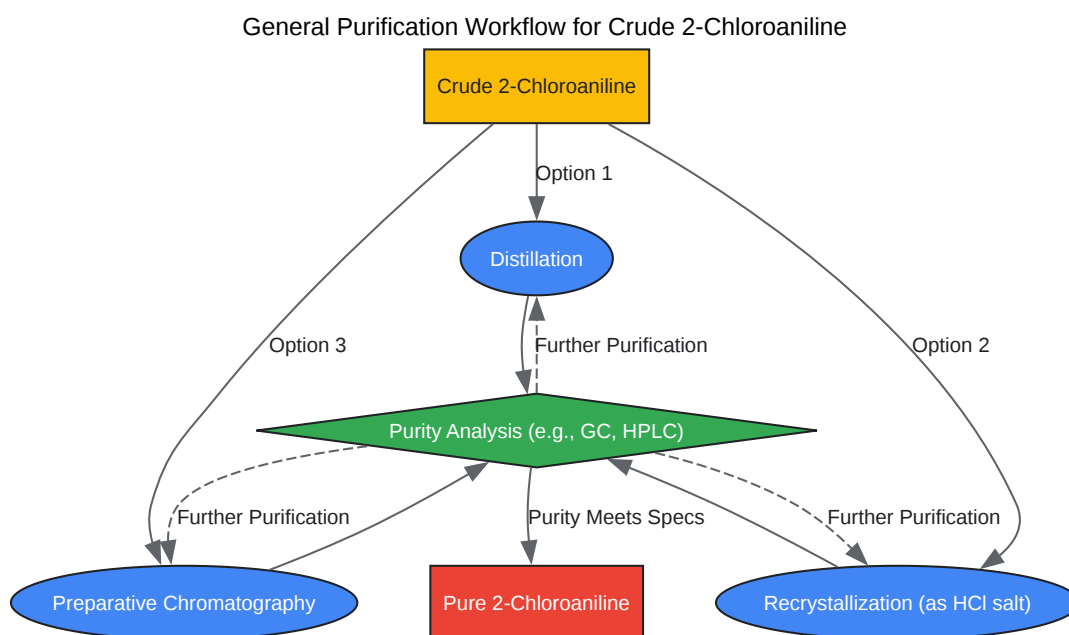 General Purification Workflow for Crude 2-Chloroaniline
Crude 2-Chloroaniline
Option 1
Distillation
Option 3
Further Purification
Option 2
Purity Analysis (e.g., GC, HPLC)
Further Purification
Purity Meets Specs
Further Purification
Preparative Chromatography
Pure 2-Chloroaniline
Recrystallization (as HCl salt)